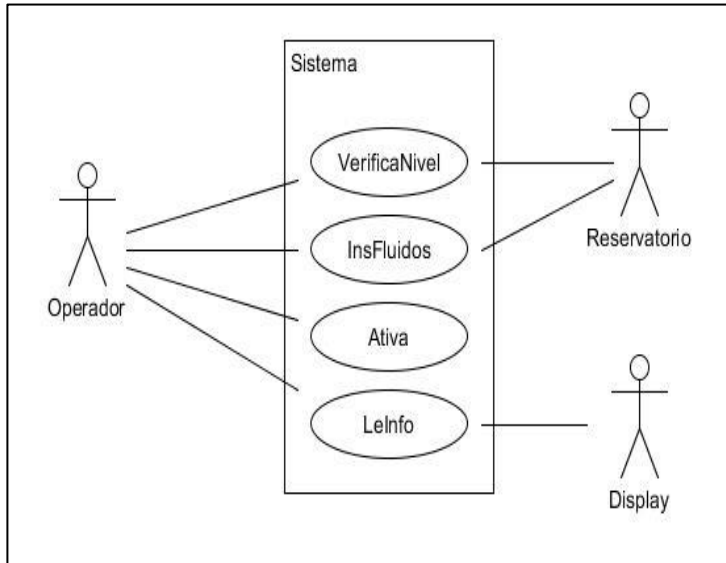 Sistema
VerificaNivel
InsFluidos
Reservatorio
Operador
Ativa
LeInfo
Display